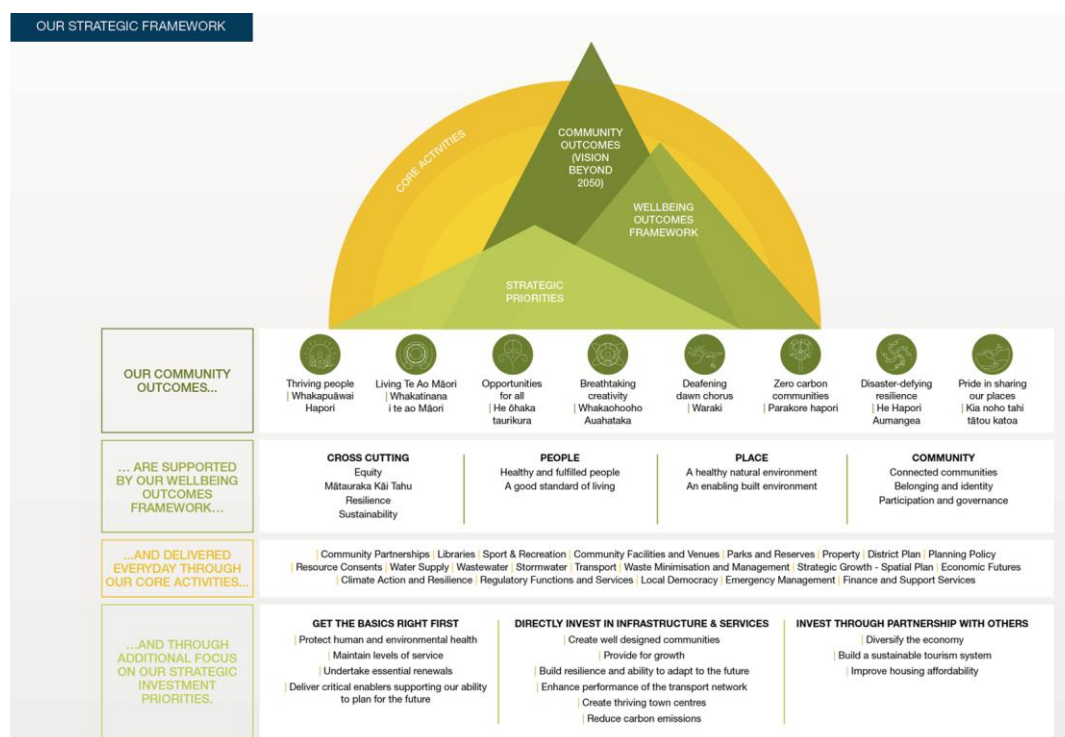 OUR STRATEGIC FRAMEWORK
CORE ACTIVITIES
COMMUNITY
OUTCOMES
(VISION
BEYOND
2050)
WELLBEING
OUTCOMES
FRAMEWORK
STRATEGIC
PRIORITIES
OUR COMMUNITY
OUTCOMES...
Thriving people
| Whakapuāwai
Hapori
Living Te Ao Māori
| Whakatinana
i te ao Māori
Opportunities
for all
| He ōhaka
taurikura
Breathtaking
creativity
| Whakaohooho
Auahataka
Deafening
dawn chorus
| Waraki
Zero carbon
communities
| Parakore hapori
Disaster-defying
resilience
| He Hapori
Aumangea
Pride in sharing
our places
| Kia noho tahi
tātou katoa
... ARE SUPPORTED
BY OUR WELLBEING
OUTCOMES
FRAMEWORK...
CROSS CUTTING
Equity
Mātauraka Kāi Tahu
Resilience
Sustainability
PEOPLE
Healthy and fulfilled people
A good standard of living
PLACE
A healthy natural environment
An enabling built environment
COMMUNITY
Connected communities
Belonging and identity
Participation and governance
...AND DELIVERED
EVERYDAY THROUGH
OUR CORE ACTIVITIES...
| Community Partnerships | Libraries | Sport & Recreation | Community Facilities and Venues | Parks and Reserves | Property | District Plan | Planning Policy
| Resource Consents | Water Supply | Wastewater | Stormwater | Transport | Waste Minimisation and Management | Strategic Growth - Spatial Plan | Economic Futures
| Climate Action and Resilience | Regulatory Functions and Services | Local Democracy | Emergency Management | Finance and Support Services
...AND THROUGH
ADDITIONAL FOCUS
ON OUR STRATEGIC
INVESTMENT
PRIORITIES.
GET THE BASICS RIGHT FIRST
| Protect human and environmental health
| Maintain levels of service
| Undertake essential renewals
| Deliver critical enablers supporting our ability
to plan for the future
DIRECTLY INVEST IN INFRASTRUCTURE & SERVICES
| Create well designed communities
| Provide for growth
| Build resilience and ability to adapt to the future
| Enhance performance of the transport network
| Create thriving town centres
| Reduce carbon emissions
INVEST THROUGH PARTNERSHIP WITH OTHERS
| Diversify the economy
| Build a sustainable tourism system
| Improve housing affordability